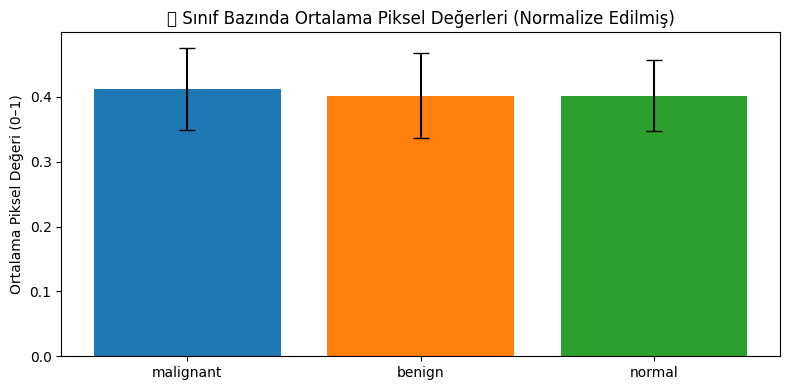 Sınıf Bazında Ortalama Piksel Değerleri (Normalize Edilmiş)
Ortalama Piksel Değeri (0–1)
0.4
0.3
0.2
0.1
0.0
malignant benign normal